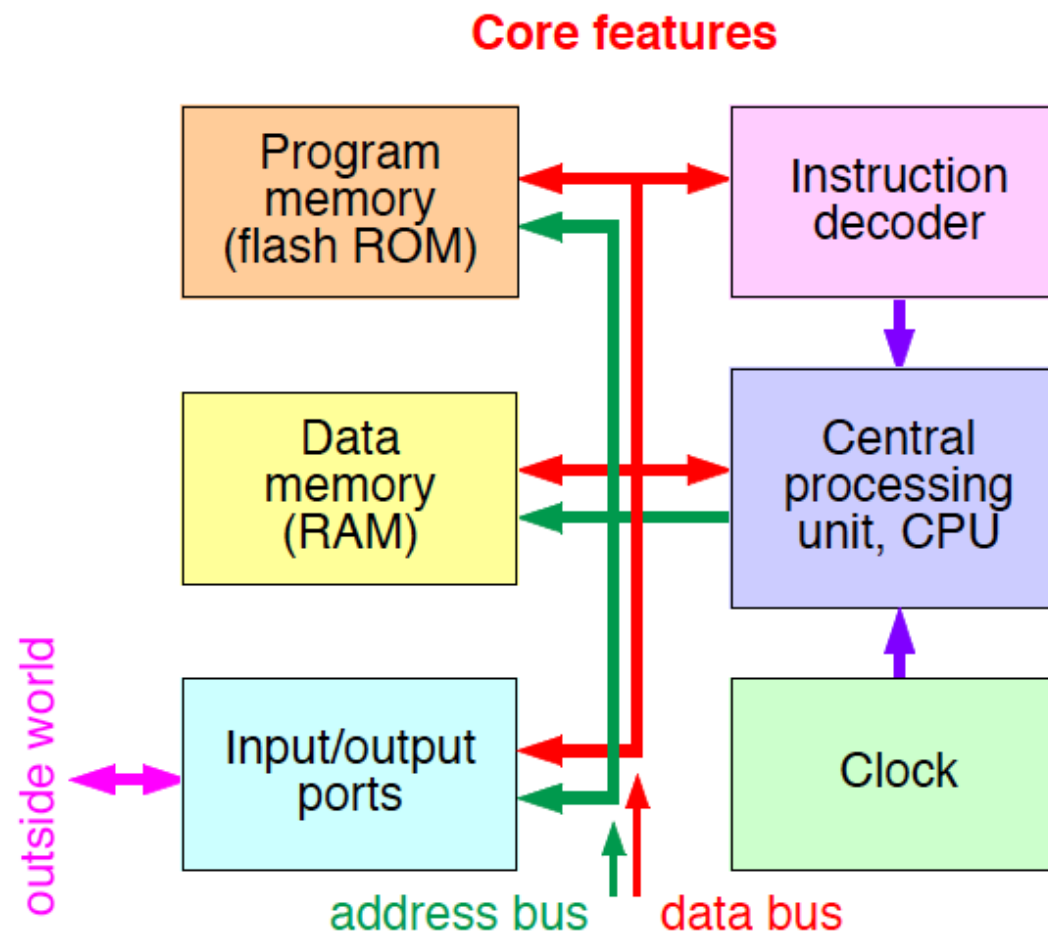 Core features
Program
memory
(flash ROM)
Instruction
decoder
Data
memory
(RAM)
Central
processing
unit, CPU
outside world
Input/output
ports
Clock
address bus
data bus